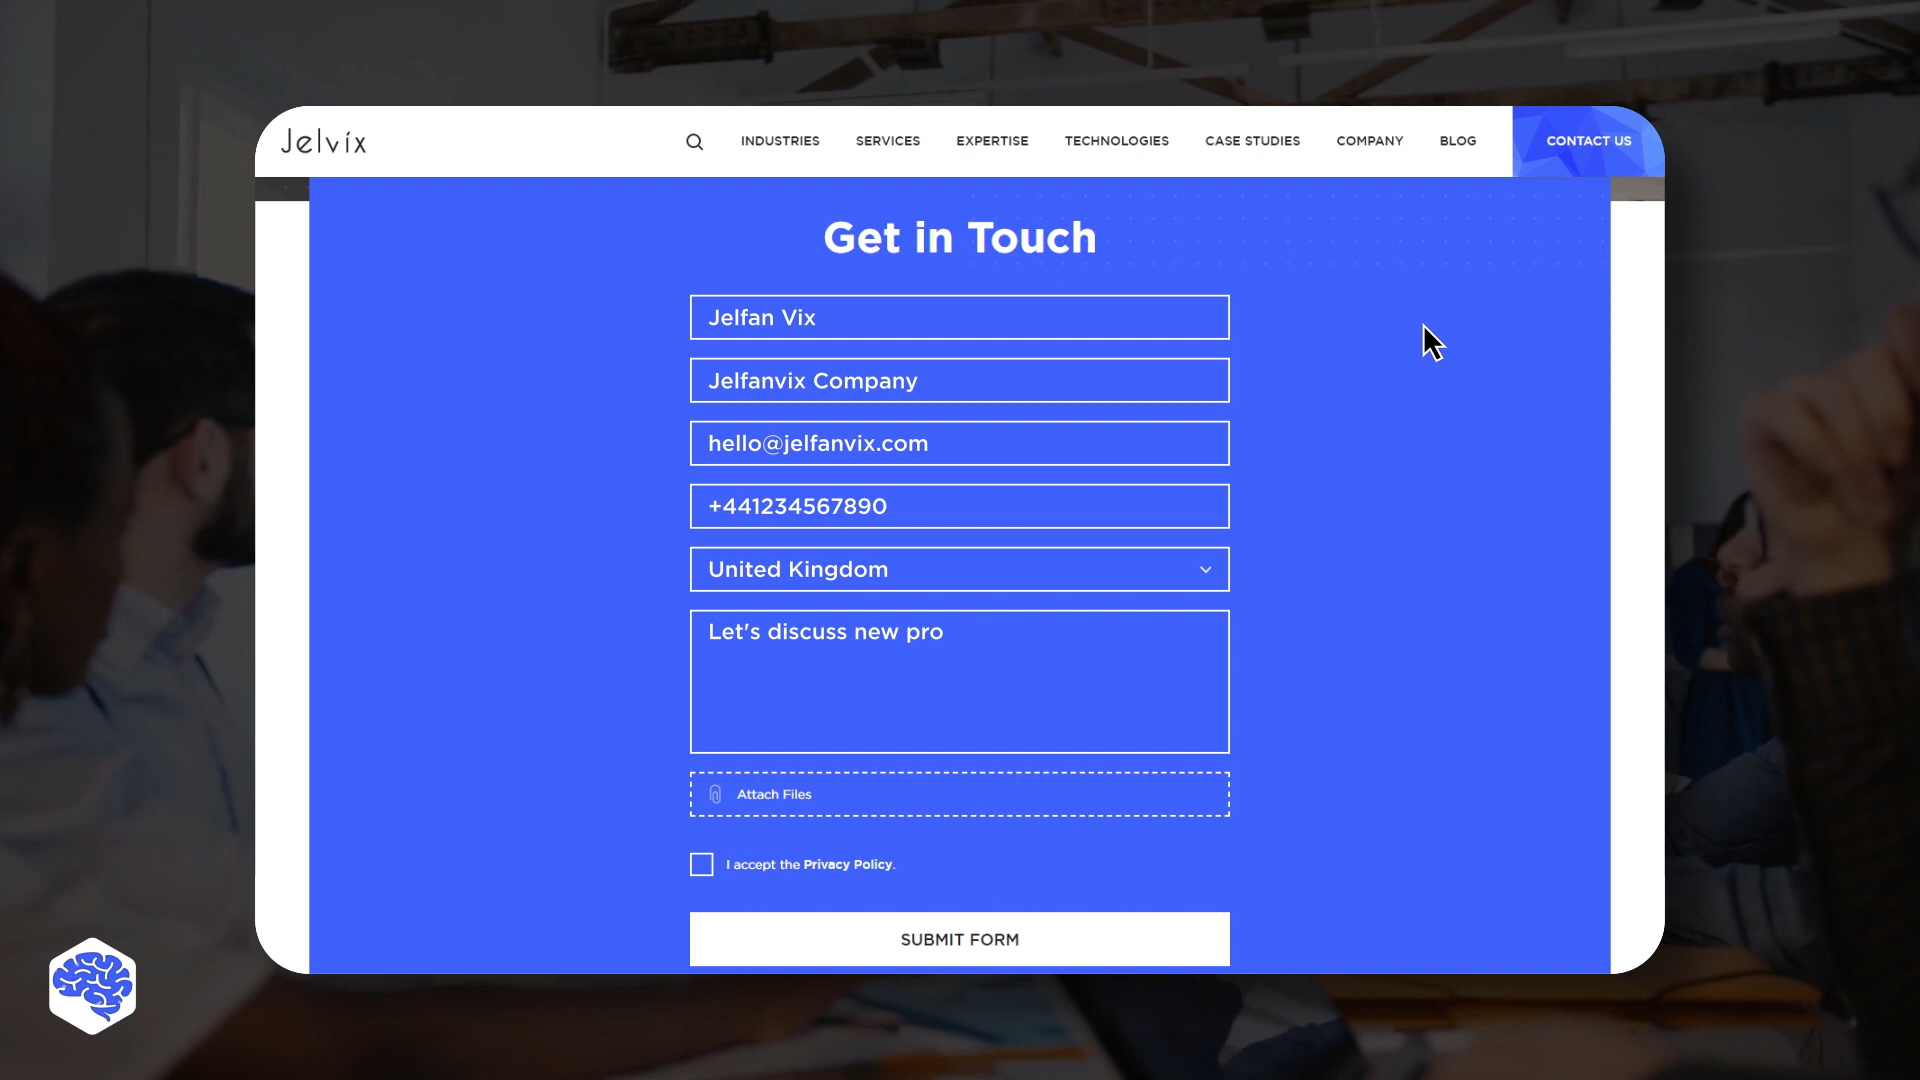 Jelvix
INDUSTRIES SERVICES EXPERTISE TECHNOLOGIES CASE STUDIES COMPANY BLOG CONTACT US
Get in Touch
Jelfan Vix
Jelfanvix Company
hello@jelfanvix.com
+441234567890
United Kingdom
Let's discuss new pro
Attach Files
I accept the Privacy Policy.
SUBMIT FORM